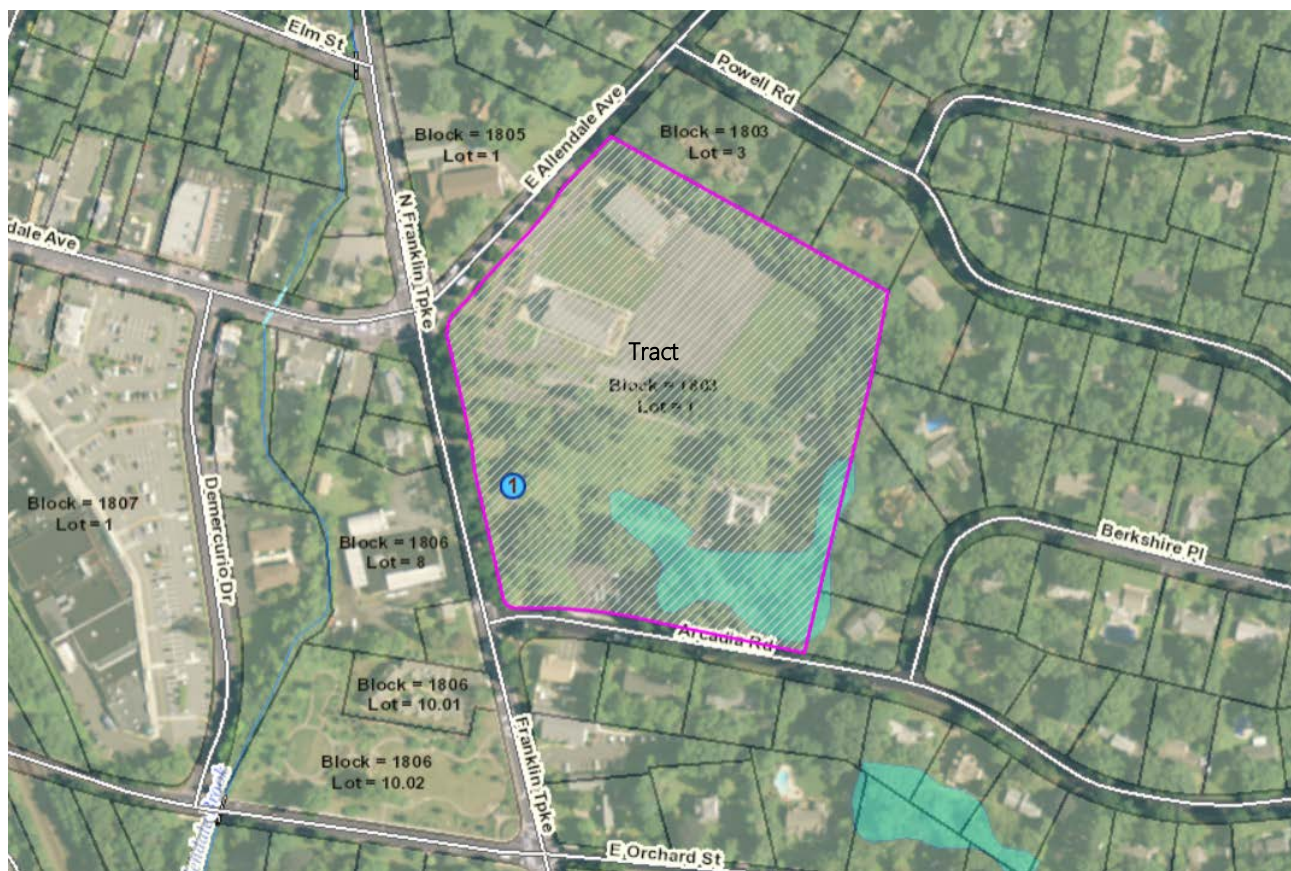 Elm St
Powell Rd
Block = 1805
Lot = 1
E Allendale Ave
Block = 1803
Lot = 3
N Franklin Tpke
dale Ave
Tract
Block = 1803
Lot = 1
1
Block = 1807
Lot = 1
Demercurio Dr
Block = 1806
Lot = 8
Berkshire Pl
Arcadia Rd
Block = 1806
Lot = 10.01
Franklin Tpke
Block = 1806
Lot = 10.02
E Orchard St